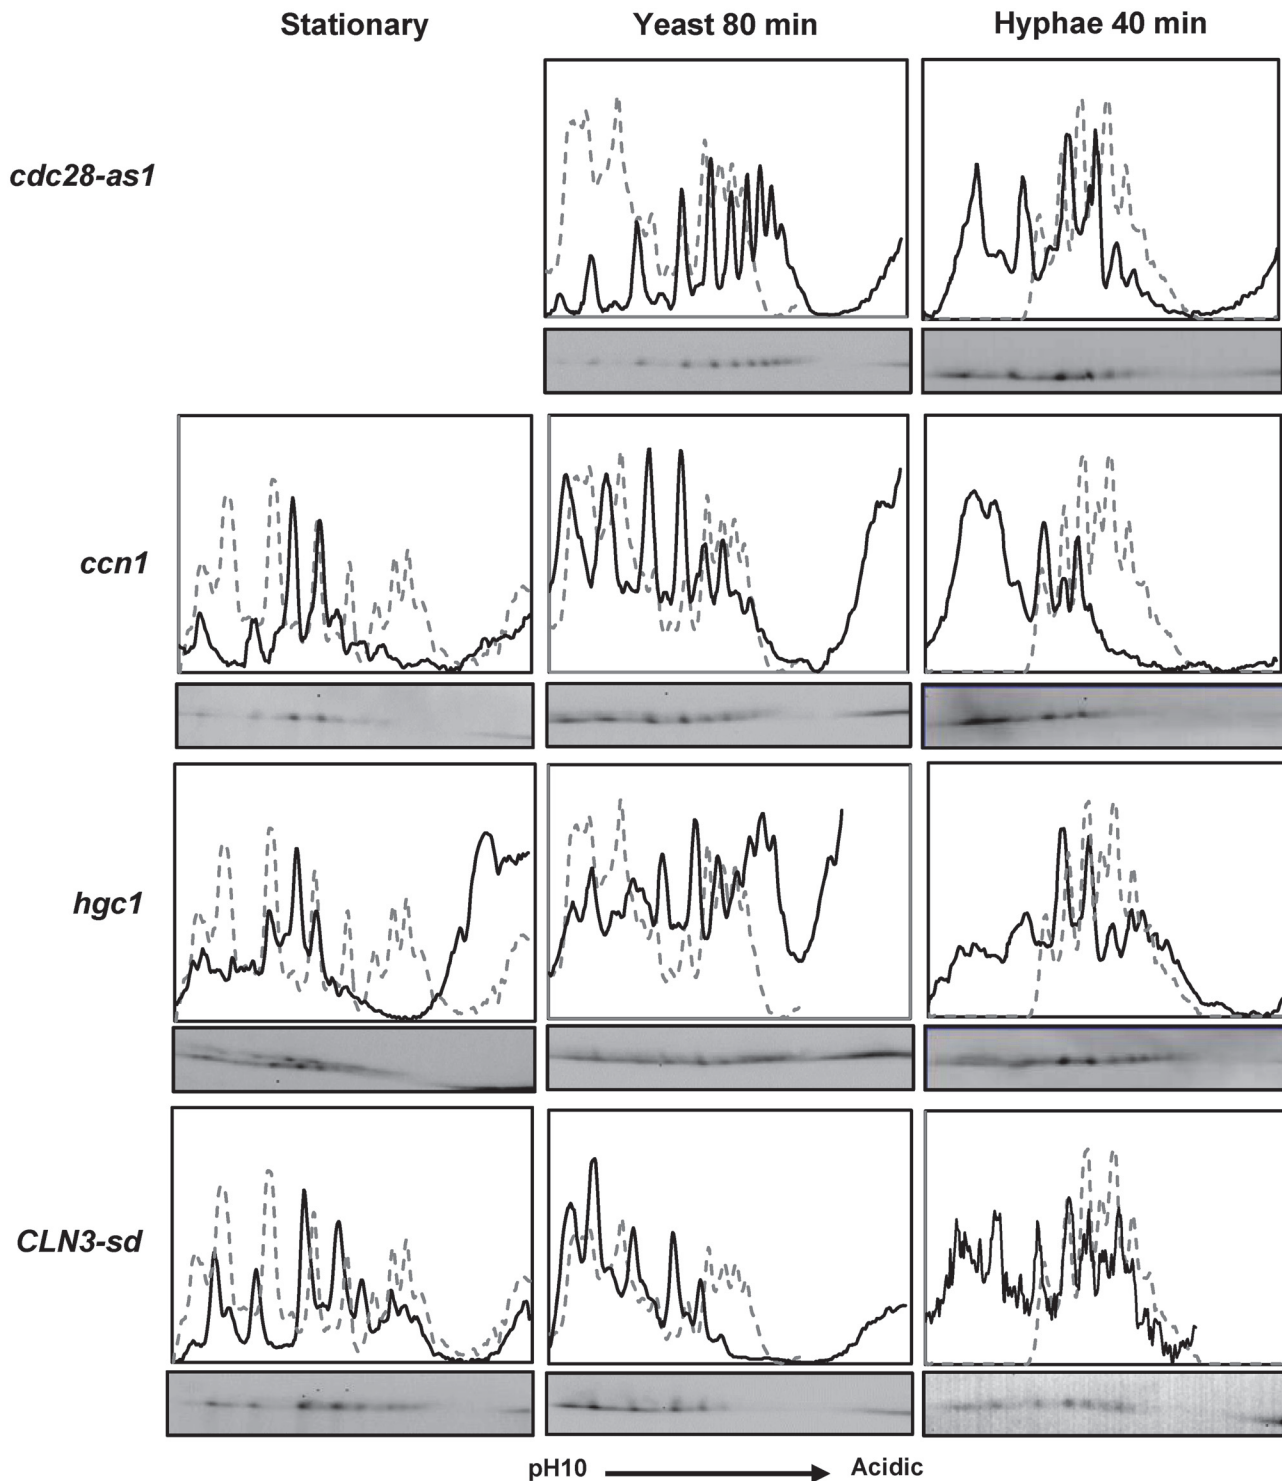 Stationary Yeast 80 min Hyphae 40 min
cdc28-as1
ccn1
hgc1
CLN3-sd
pH10 Acidic